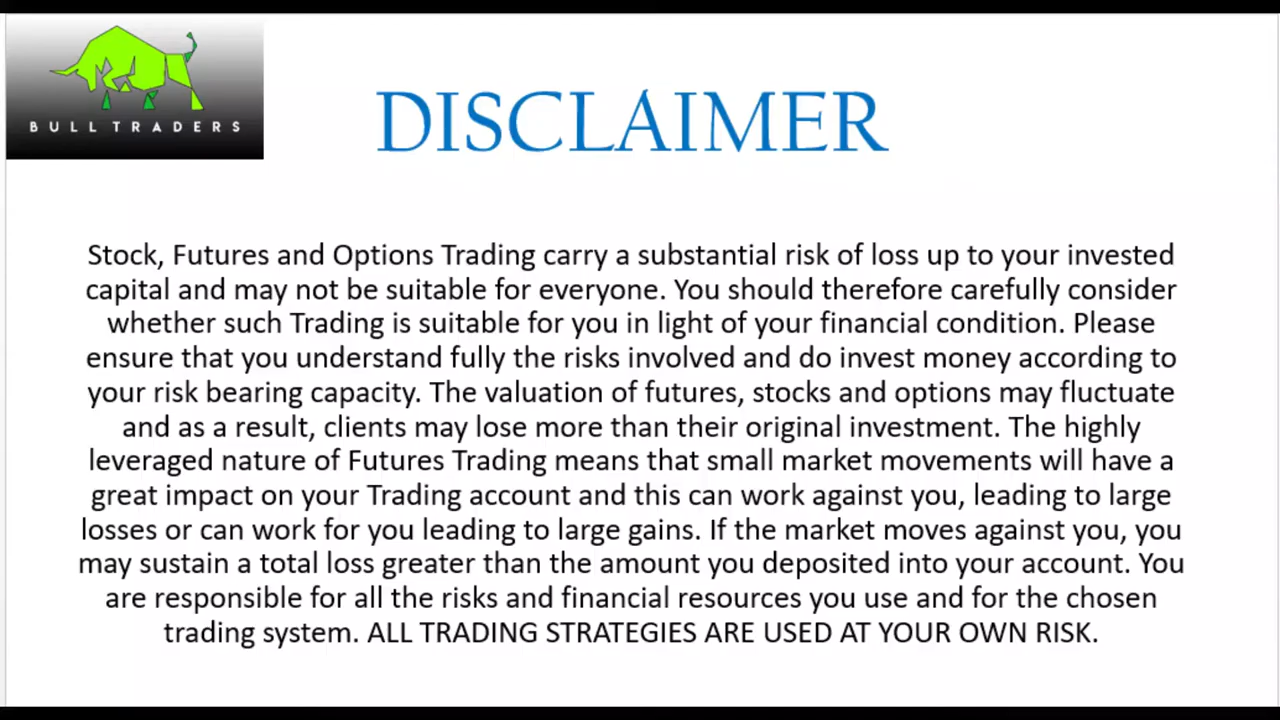 BULL TRADERS
DISCLAIMER
Stock, Futures and Options Trading carry a substantial risk of loss up to your invested
capital and may not be suitable for everyone. You should therefore carefully consider
whether such Trading is suitable for you in light of your financial condition. Please
ensure that you understand fully the risks involved and do invest money according to
your risk bearing capacity. The valuation of futures, stocks and options may fluctuate
and as a result, clients may lose more than their original investment. The highly
leveraged nature of Futures Trading means that small market movements will have a
great impact on your Trading account and this can work against you, leading to large
losses or can work for you leading to large gains. If the market moves against you, you
may sustain a total loss greater than the amount you deposited into your account. You
are responsible for all the risks and financial resources you use and for the chosen
trading system. ALL TRADING STRATEGIES ARE USED AT YOUR OWN RISK.